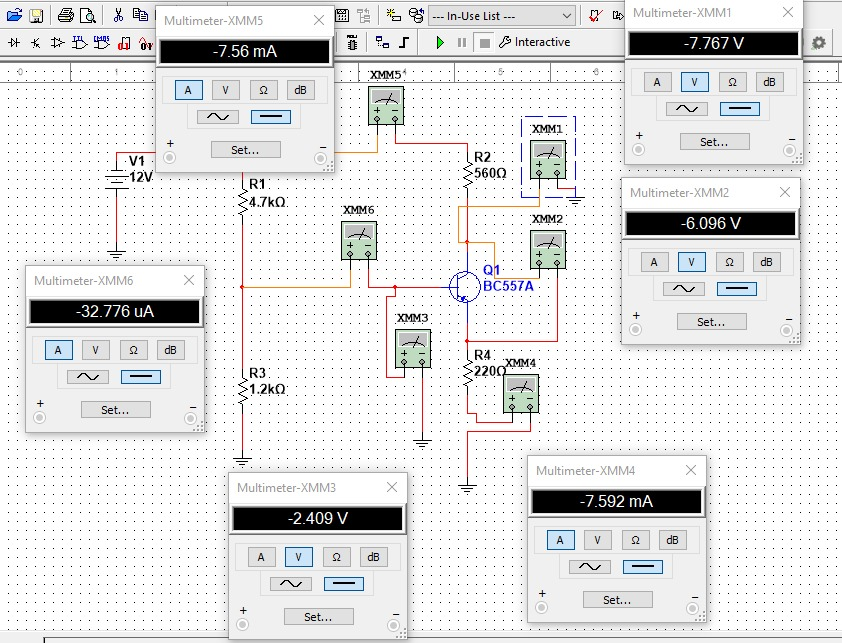 --- In-Use List ---
Interactive
Multimeter-XMM5
-7.56 mA
A V Ω dB
Set...
+ −
Multimeter-XMM1
-7.767 V
A V Ω dB
Set...
+ −
Multimeter-XMM2
-6.096 V
A V Ω dB
Set...
+ −
Multimeter-XMM6
-32.776 uA
A V Ω dB
Set...
+ −
Multimeter-XMM3
-2.409 V
A V Ω dB
Set...
+ −
Multimeter-XMM4
-7.592 mA
A V Ω dB
Set...
+ −
XMM5
V1
12V
R1
4.7kΩ
R2
560Ω
XMM1
XMM6
XMM2
Q1
BC557A
XMM3
R3
1.2kΩ
R4
220Ω
XMM4